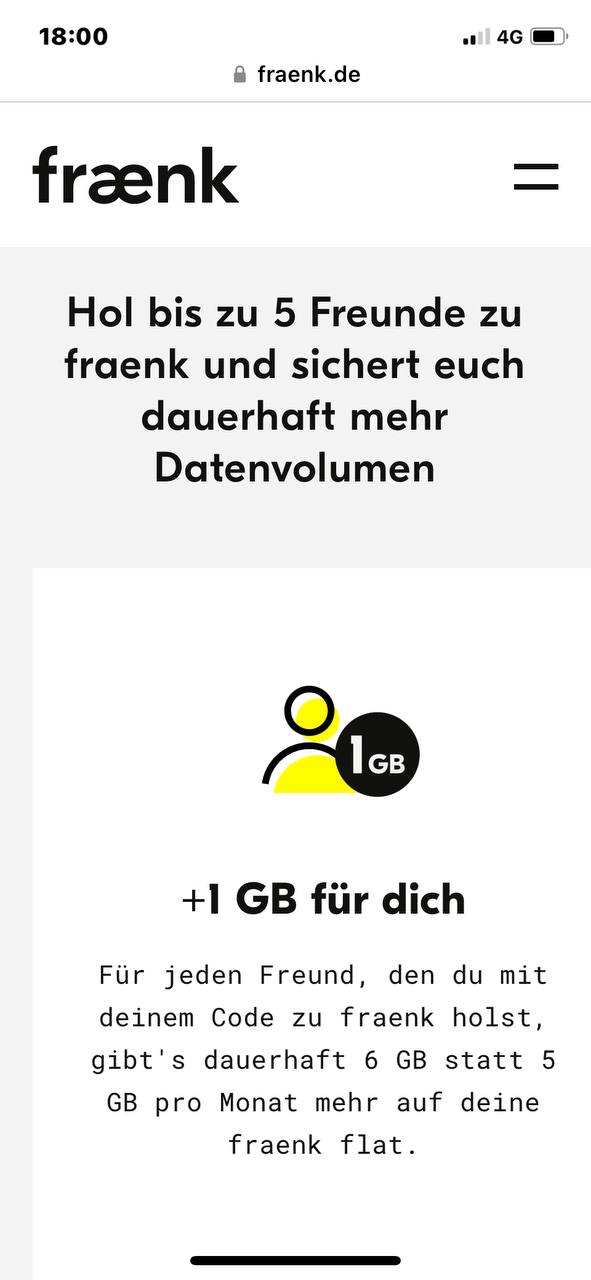 18:00
4G
fraenk.de
frænk
Hol bis zu 5 Freunde zu
fraenk und sichert euch
dauerhaft mehr
Datenvolumen
1GB
+1 GB für dich
Für jeden Freund, den du mit
deinem Code zu fraenk holst,
gibt's dauerhaft 6 GB statt 5
GB pro Monat mehr auf deine
fraenk flat.